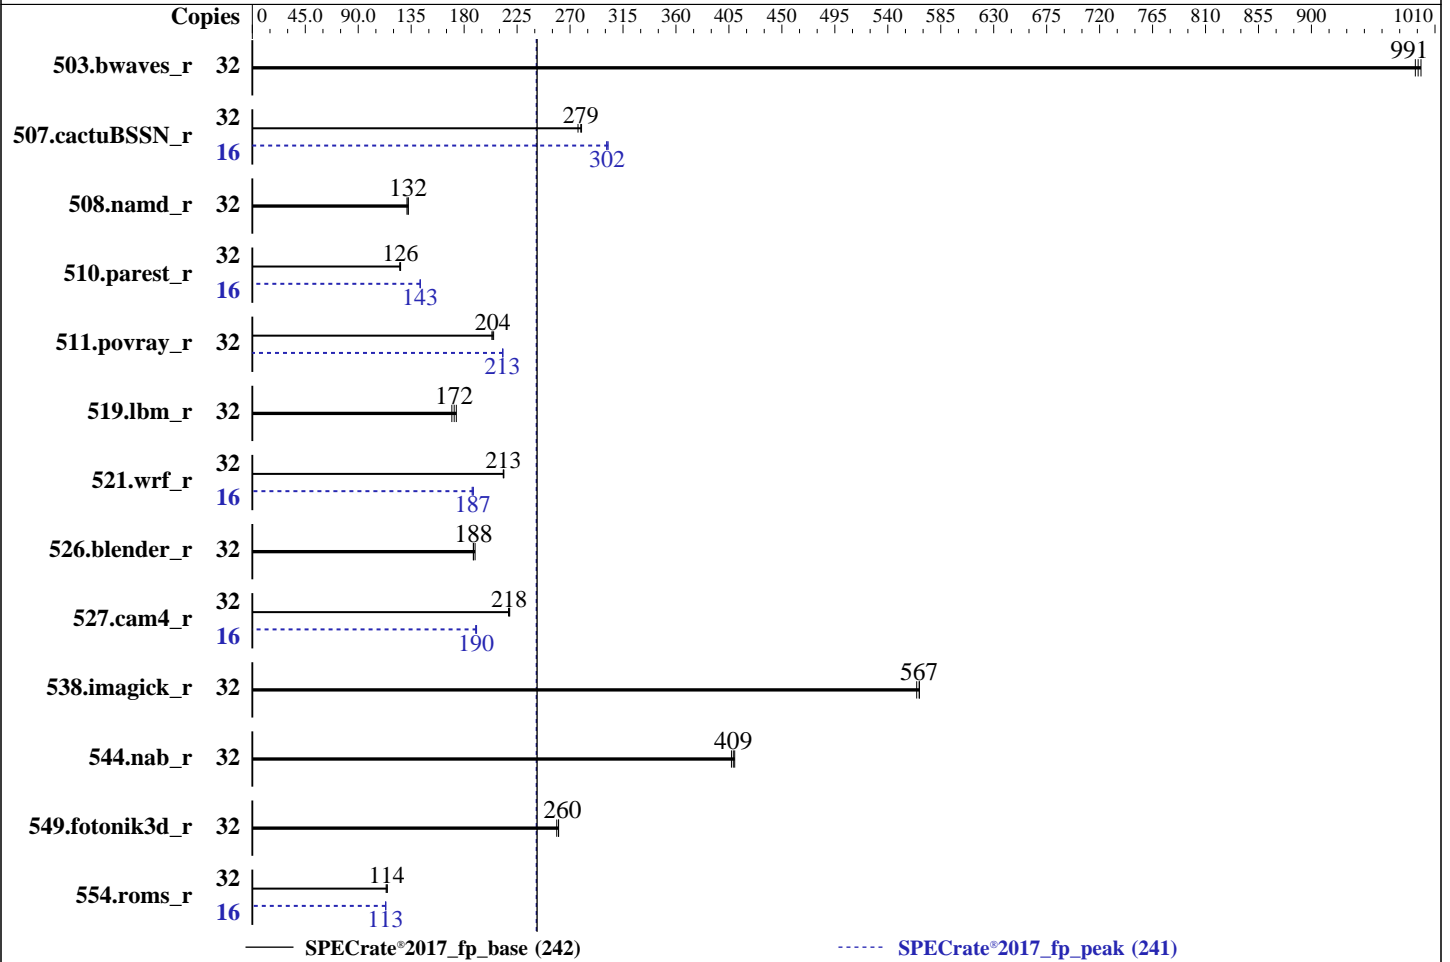 Copies 0 45.0 90.0 135 180 225 270 315 360 405 450 495 540 585 630 675 720 765 810 855 900 1010
503.bwaves_r 32 991
507.cactuBSSN_r 32 279
16 302
508.namd_r 32 132
510.parest_r 32 126
16 143
511.povray_r 32 204
213
519.lbm_r 32 172
521.wrf_r 32 213
16 187
526.blender_r 32 188
527.cam4_r 32 218
16 190
538.imagick_r 32 567
544.nab_r 32 409
549.fotonik3d_r 32 260
554.roms_r 32 114
16 113
SPECrate®2017_fp_base (242) SPECrate®2017_fp_peak (241)